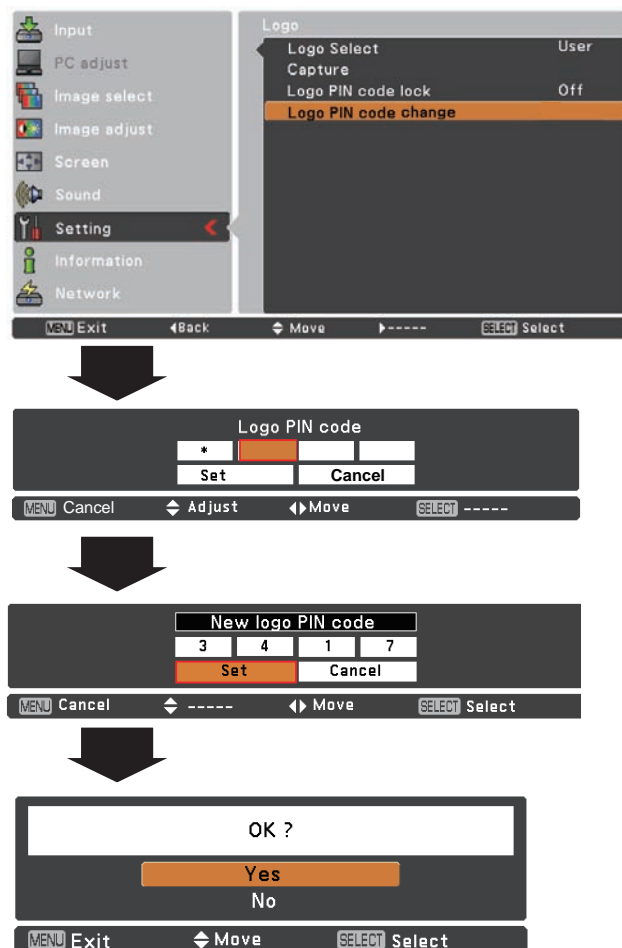 Input
PC adjust
Image select
Image adjust
Screen
Sound
Setting
Information
Network
Logo
Logo Select User
Capture
Logo PIN code lock Off
Logo PIN code change
MENU Exit Back Move ----- SELECT Select
Logo PIN code
*
Set Cancel
MENU Cancel Adjust Move SELECT -----
New logo PIN code
3 4 1 7
Set Cancel
MENU Cancel ----- Move SELECT Select
OK ?
Yes
No
MENU Exit Move SELECT Select